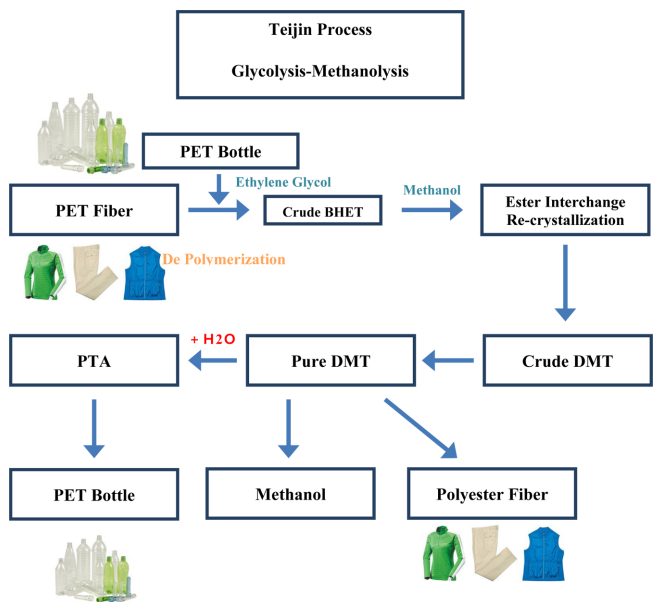 Teijin Process
Glycolysis-Methanolysis
PET Bottle
Ethylene Glycol
Methanol
PET Fiber
Crude BHET
Ester Interchange
Re-crystallization
De Polymerization
+ H2O
PTA
Pure DMT
Crude DMT
PET Bottle
Methanol
Polyester Fiber